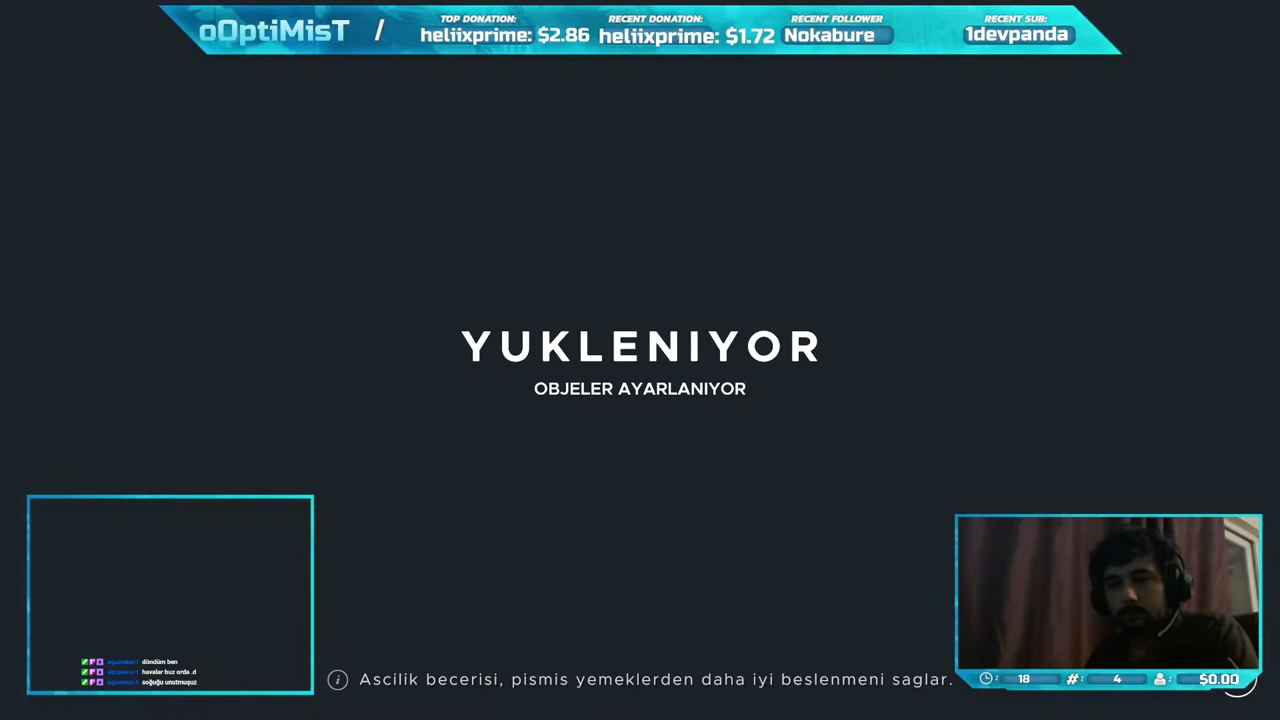 oOptiMisT /
TOP DONATION:
heliixprime: $2.86
RECENT DONATION:
heliixprime: $1.72
RECENT FOLLOWER
Nokabure
RECENT SUB:
1devpanda
YUKLENIYOR
OBJELER AYARLANIYOR
döndüm ben
havalar buz orda .d
soğuğu unutmuşuz
Ascilik becerisi, pismis yemeklerden daha iyi beslenmeni saglar.
: 18 #: 4 : $0.00